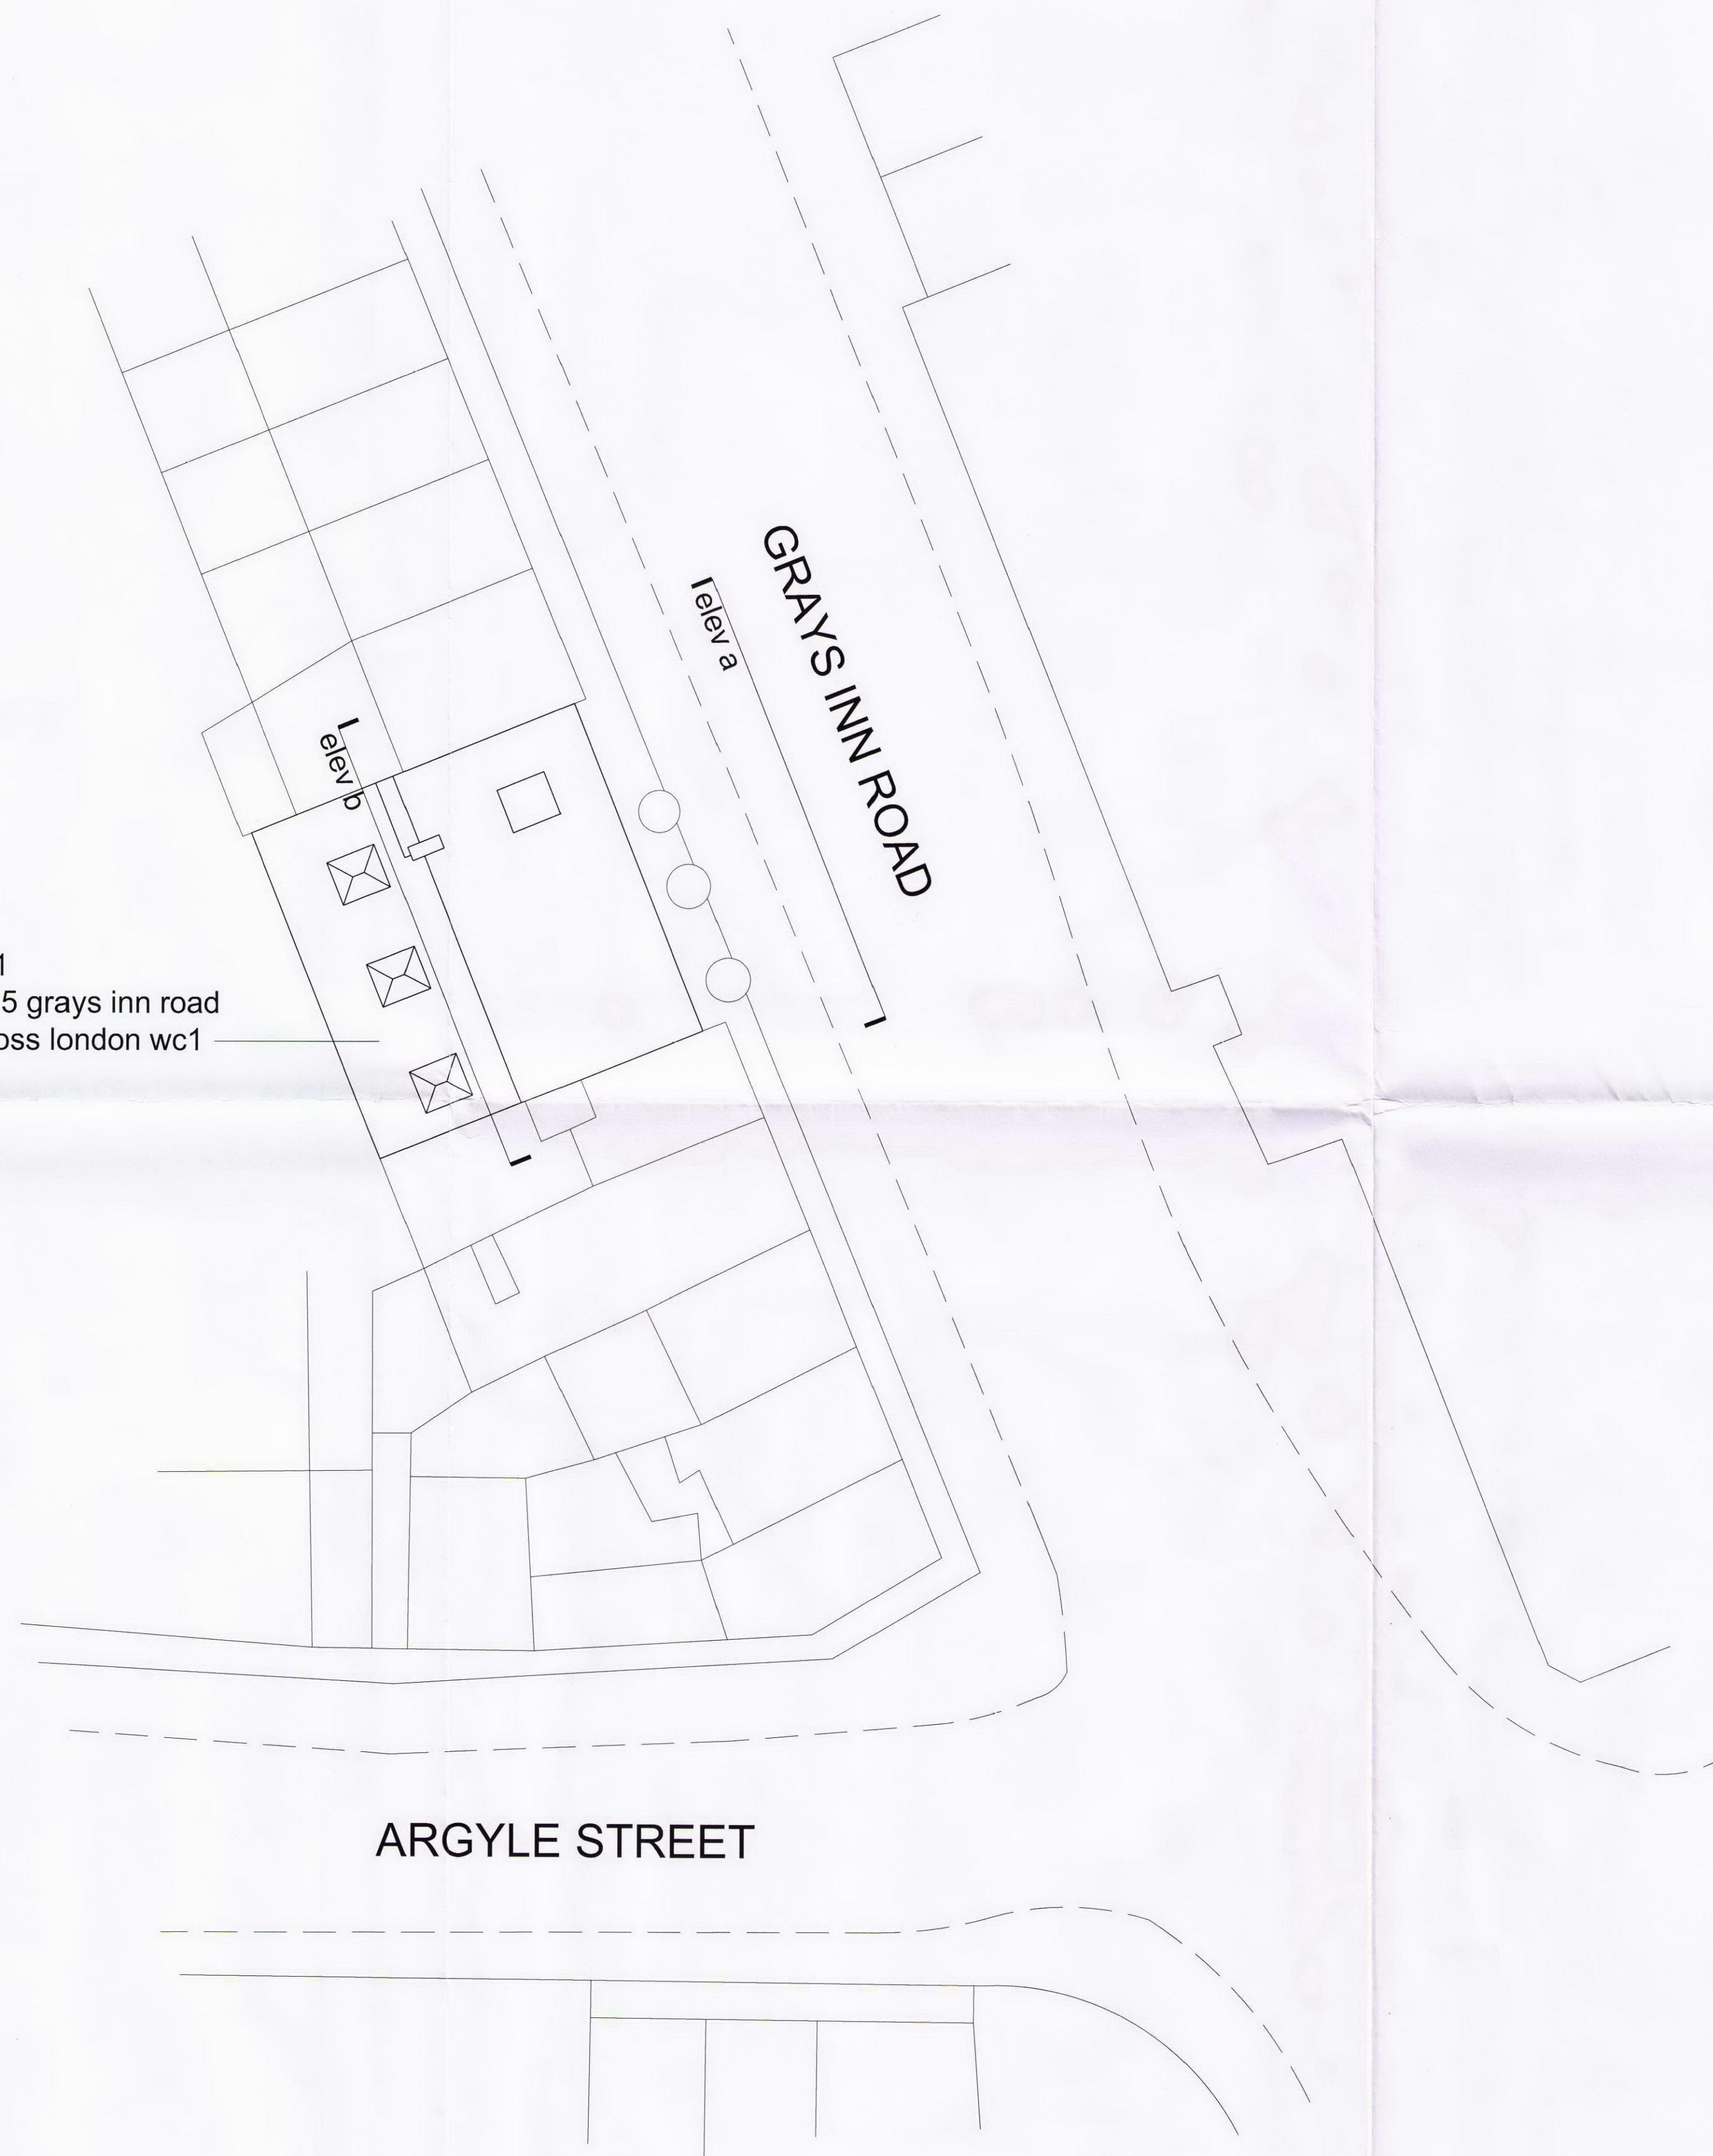 GRAYS INN ROAD
elev a
elev b
1
5 grays inn road
oss london wc1
ARGYLE STREET